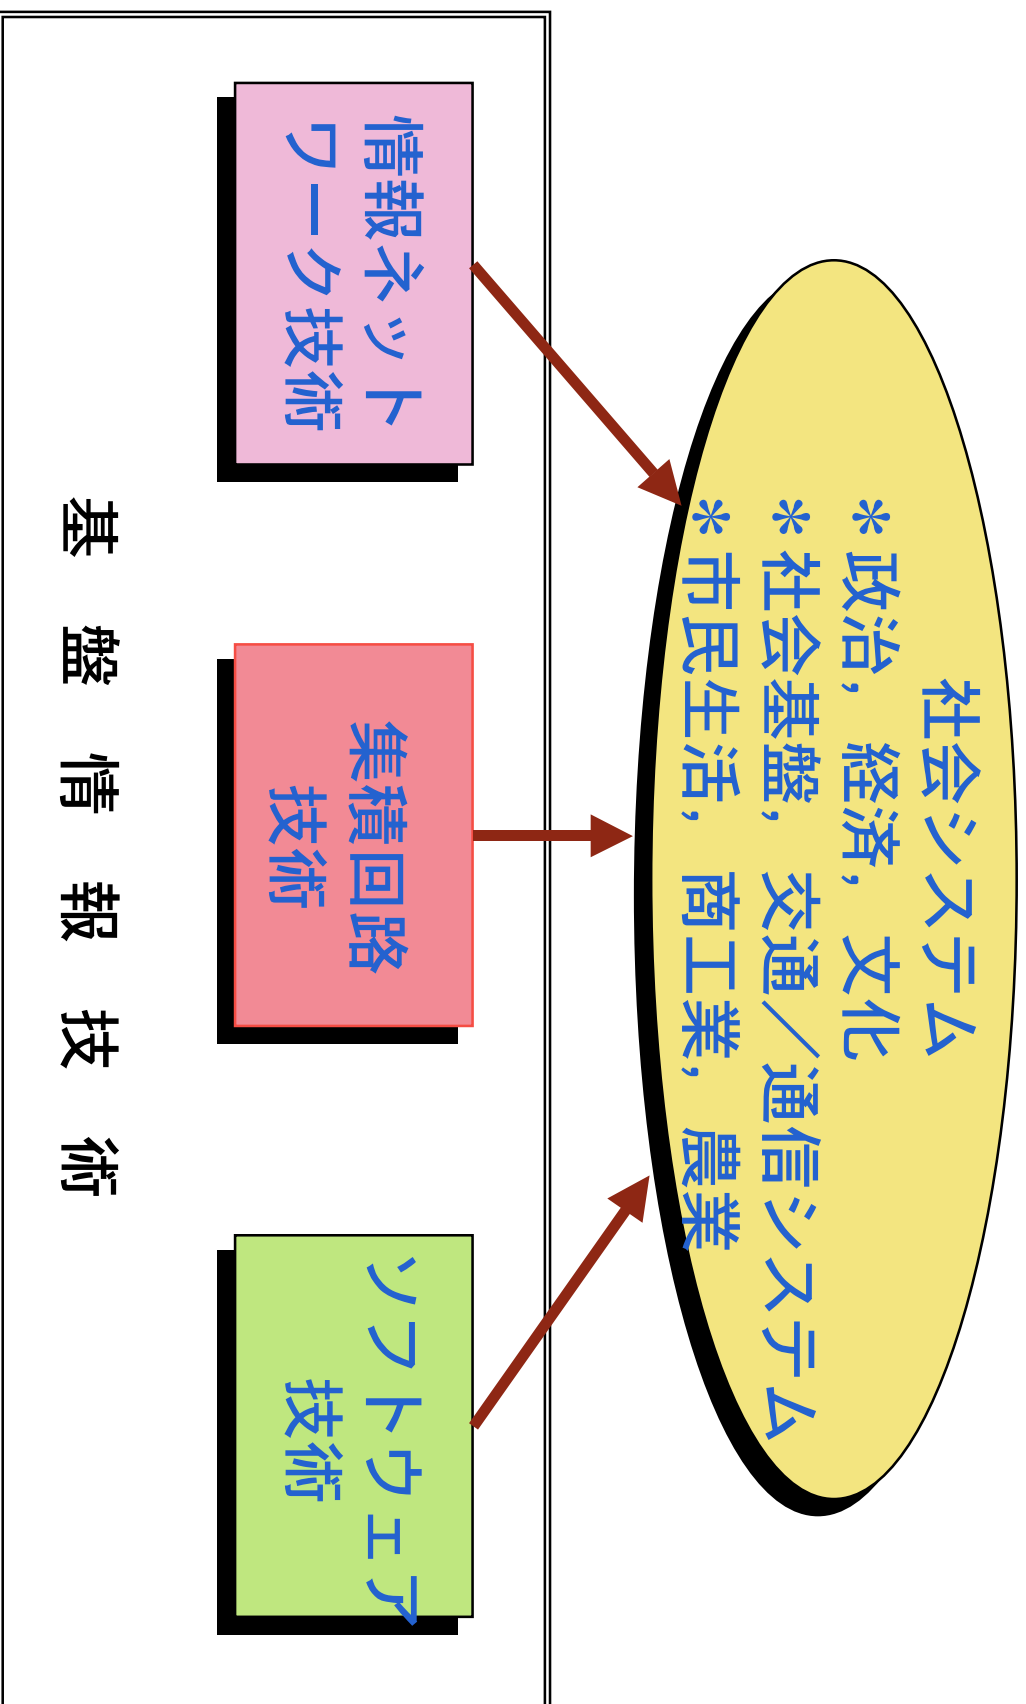 社会システム
*政治，経済，文化
*社会基盤，交通／通信システム
*市民生活，商工業，農業
情報ネット
ワーク技術
集積回路
技術
ソフトウェア
技術
基盤情報技術